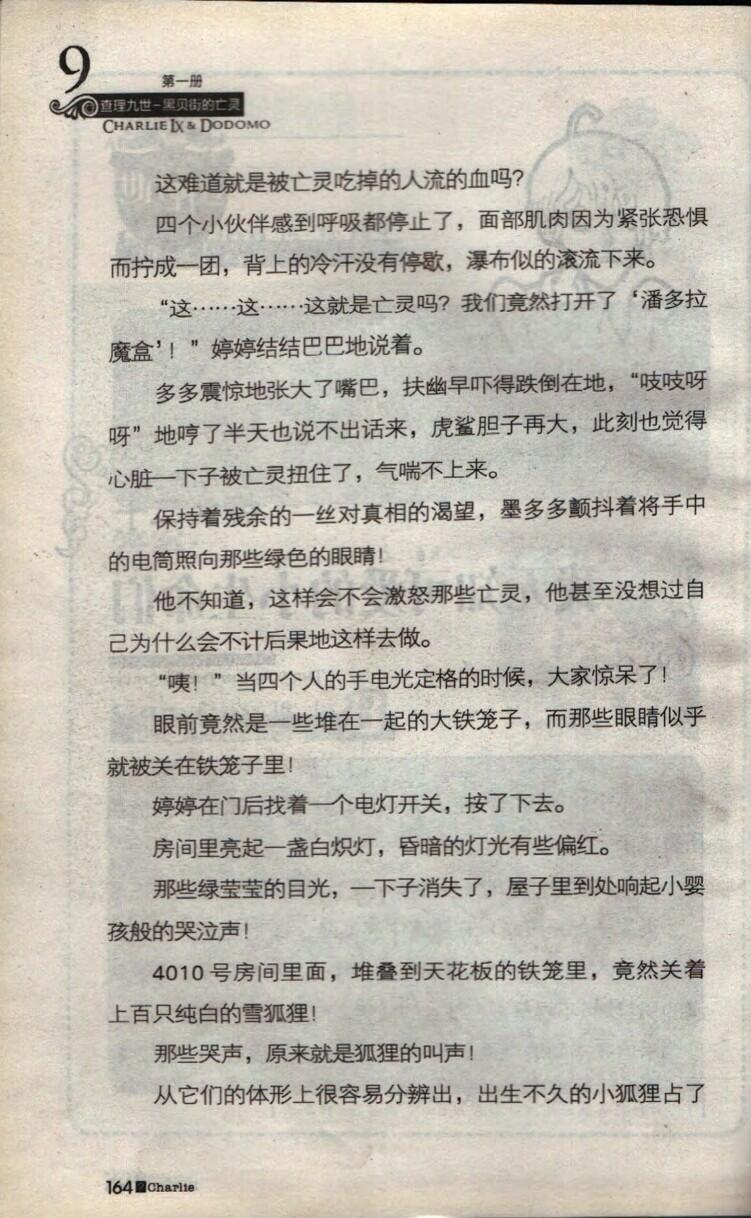 9
第一册
查理九世-黑贝街的亡灵
CHARLIE IX & DODOMO
这难道就是被亡灵吃掉的人流的血吗？
四个小伙伴感到呼吸都停止了，面部肌肉因为紧张恐惧
而拧成一团，背上的冷汗没有停歇，瀑布似的滚流下来。
“这……这……这就是亡灵吗？我们竟然打开了‘潘多拉
魔盒’！”婷婷结结巴巴地说着。
多多震惊地张大了嘴巴，扶幽早吓得跌倒在地，“吱吱呀
呀”地哼了半天也说不出话来，虎鲨胆子再大，此刻也觉得
心脏一下子被亡灵扭住了，气喘不上来。
保持着残余的一丝对真相的渴望，墨多多颤抖着将手中
的电筒照向那些绿色的眼睛！
他不知道，这样会不会激怒那些亡灵，他甚至没想过自
己为什么会不计后果地这样去做。
“咦！”当四个人的手电光定格的时候，大家惊呆了！
眼前竟然是一些堆在一起的大铁笼子，而那些眼睛似乎
就被关在铁笼子里！
婷婷在门后找着一个电灯开关，按了下去。
房间里亮起一盏白炽灯，昏暗的灯光有些偏红。
那些绿莹莹的目光，一下子消失了，屋子里到处响起小婴
孩般的哭泣声！
4010号房间里面，堆叠到天花板的铁笼里，竟然关着
上百只纯白的雪狐狸！
那些哭声，原来就是狐狸的叫声！
从它们的体形上很容易分辨出，出生不久的小狐狸占了
164 Charlie